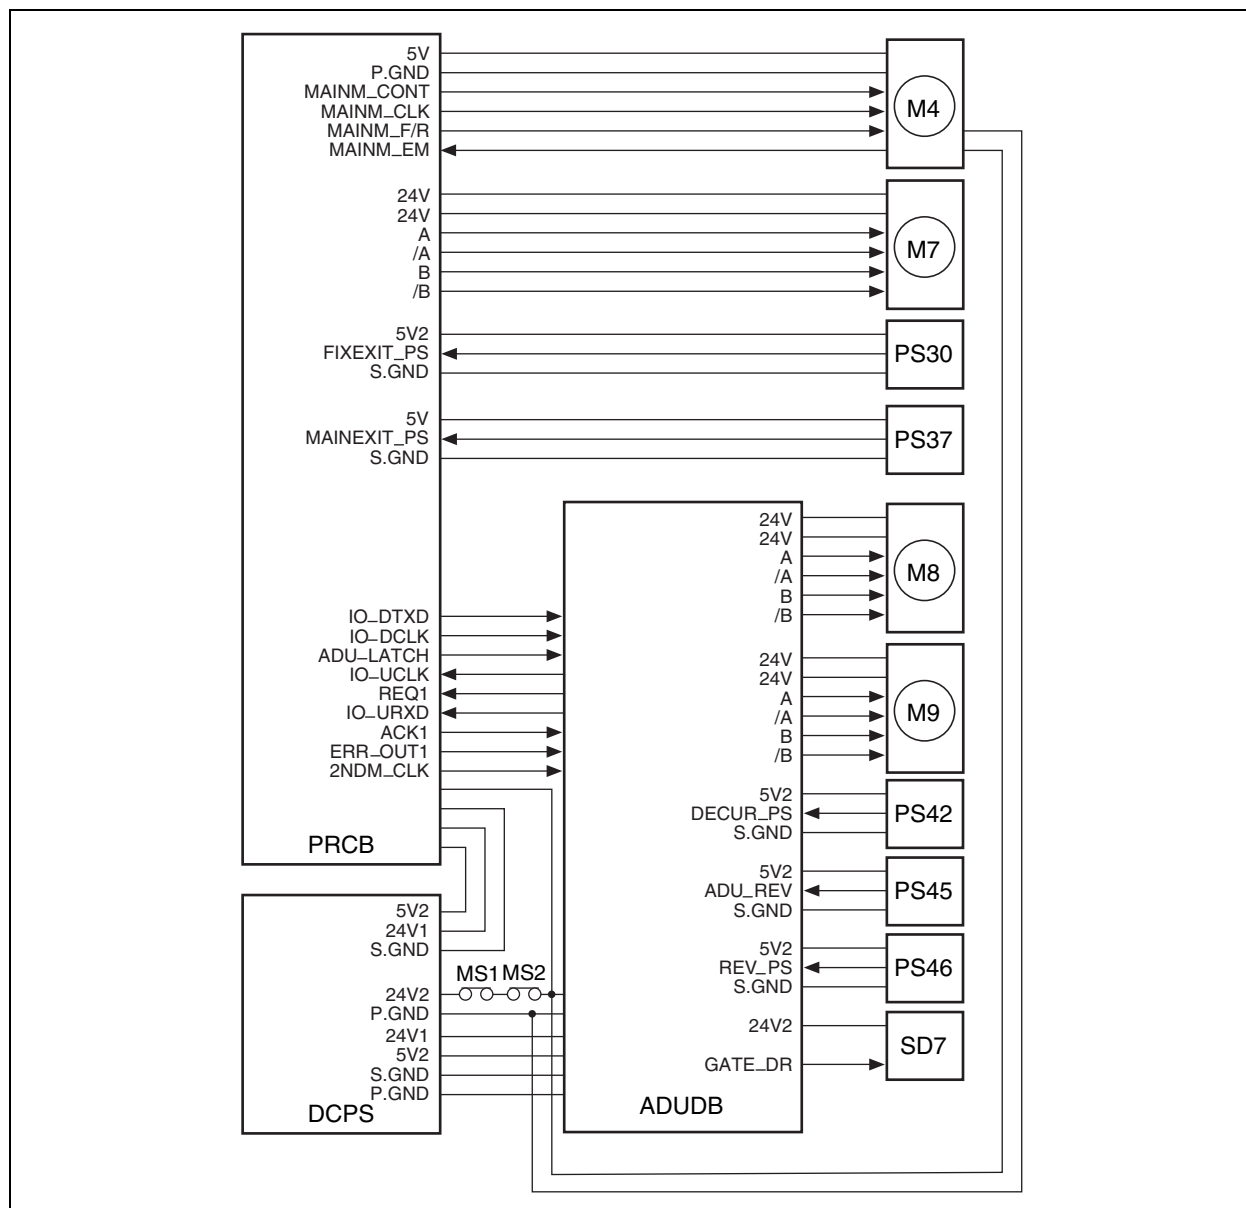 5V
P.GND
MAINM_CONT
MAINM_CLK
MAINM_F/R
MAINM_EM
M4
24V
24V
A
/A
B
/B
M7
5V2
FIXEXIT_PS
S.GND
PS30
5V
MAINEXIT_PS
S.GND
PS37
IO_DTXD
IO_DCLK
ADU_LATCH
IO_UCLK
REQ1
IO_URXD
ACK1
ERR_OUT1
2NDM_CLK
PRCB
24V
24V
A
/A
B
/B
M8
24V
24V
A
/A
B
/B
M9
5V2
DECUR_PS
S.GND
PS42
5V2
ADU_REV
S.GND
PS45
5V2
REV_PS
S.GND
PS46
24V2
GATE_DR
SD7
ADUDB
5V2
24V1
S.GND
MS1 MS2
24V2
P.GND
24V1
5V2
S.GND
P.GND
DCPS